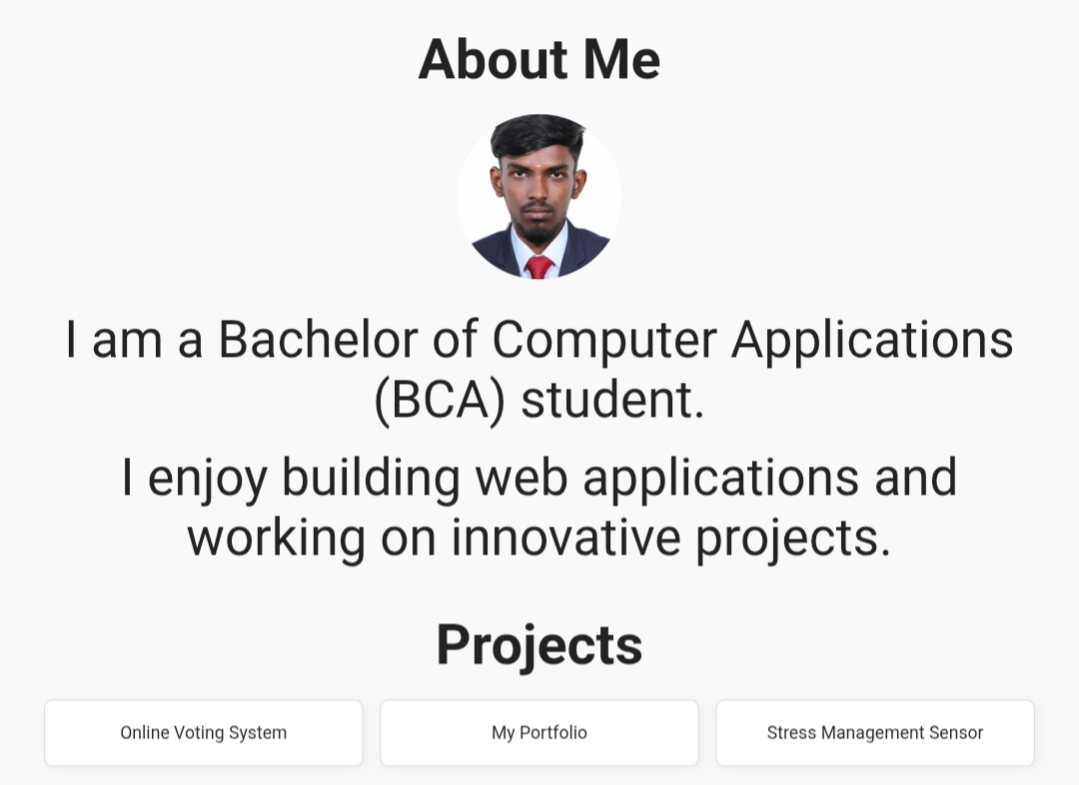 About Me
I am a Bachelor of Computer Applications
(BCA) student.
I enjoy building web applications and
working on innovative projects.
Projects
Online Voting System
My Portfolio
Stress Management Sensor